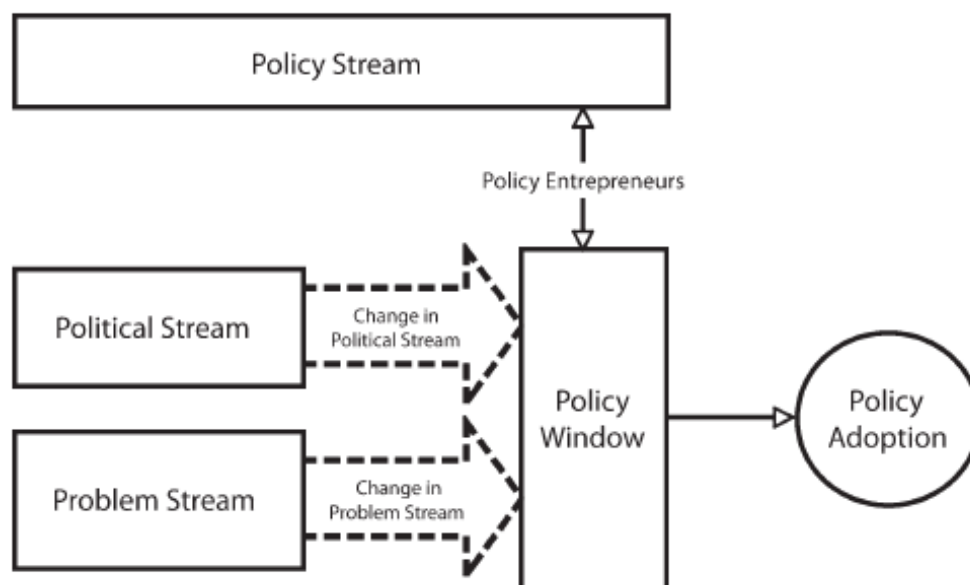 Policy Stream
Policy Entrepreneurs
Political Stream
Change in
Political Stream
Policy
Window
Policy
Adoption
Problem Stream
Change in
Problem Stream